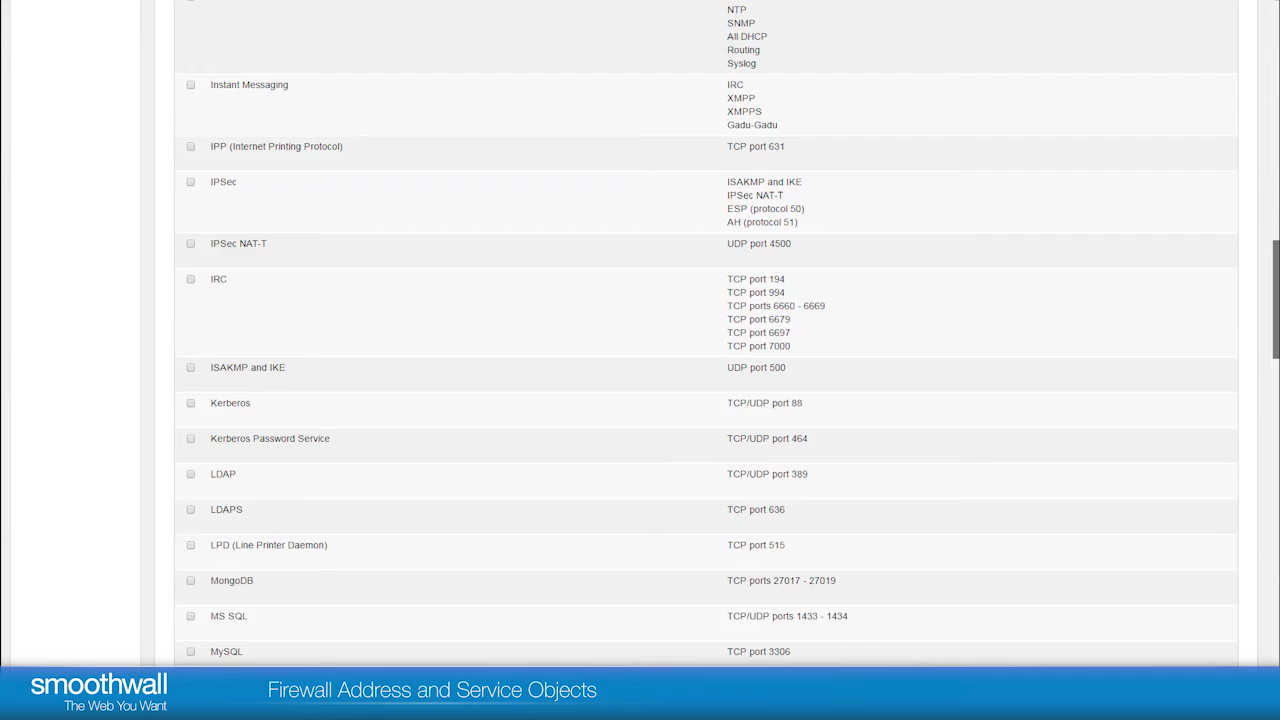 NTP
SNMP
All DHCP
Routing
Syslog
Instant Messaging
IRC
XMPP
XMPPS
Gadu-Gadu
IPP (Internet Printing Protocol)
TCP port 631
IPSec
ISAKMP and IKE
IPSec NAT-T
ESP (protocol 50)
AH (protocol 51)
IPSec NAT-T
UDP port 4500
IRC
TCP port 194
TCP port 994
TCP ports 6660 - 6669
TCP port 6679
TCP port 6697
TCP port 7000
ISAKMP and IKE
UDP port 500
Kerberos
TCP/UDP port 88
Kerberos Password Service
TCP/UDP port 464
LDAP
TCP/UDP port 389
LDAPS
TCP port 636
LPD (Line Printer Daemon)
TCP port 515
MongoDB
TCP ports 27017 - 27019
MS SQL
TCP/UDP ports 1433 - 1434
MySQL
TCP port 3306
smoothwall
The Web You Want
Firewall Address and Service Objects